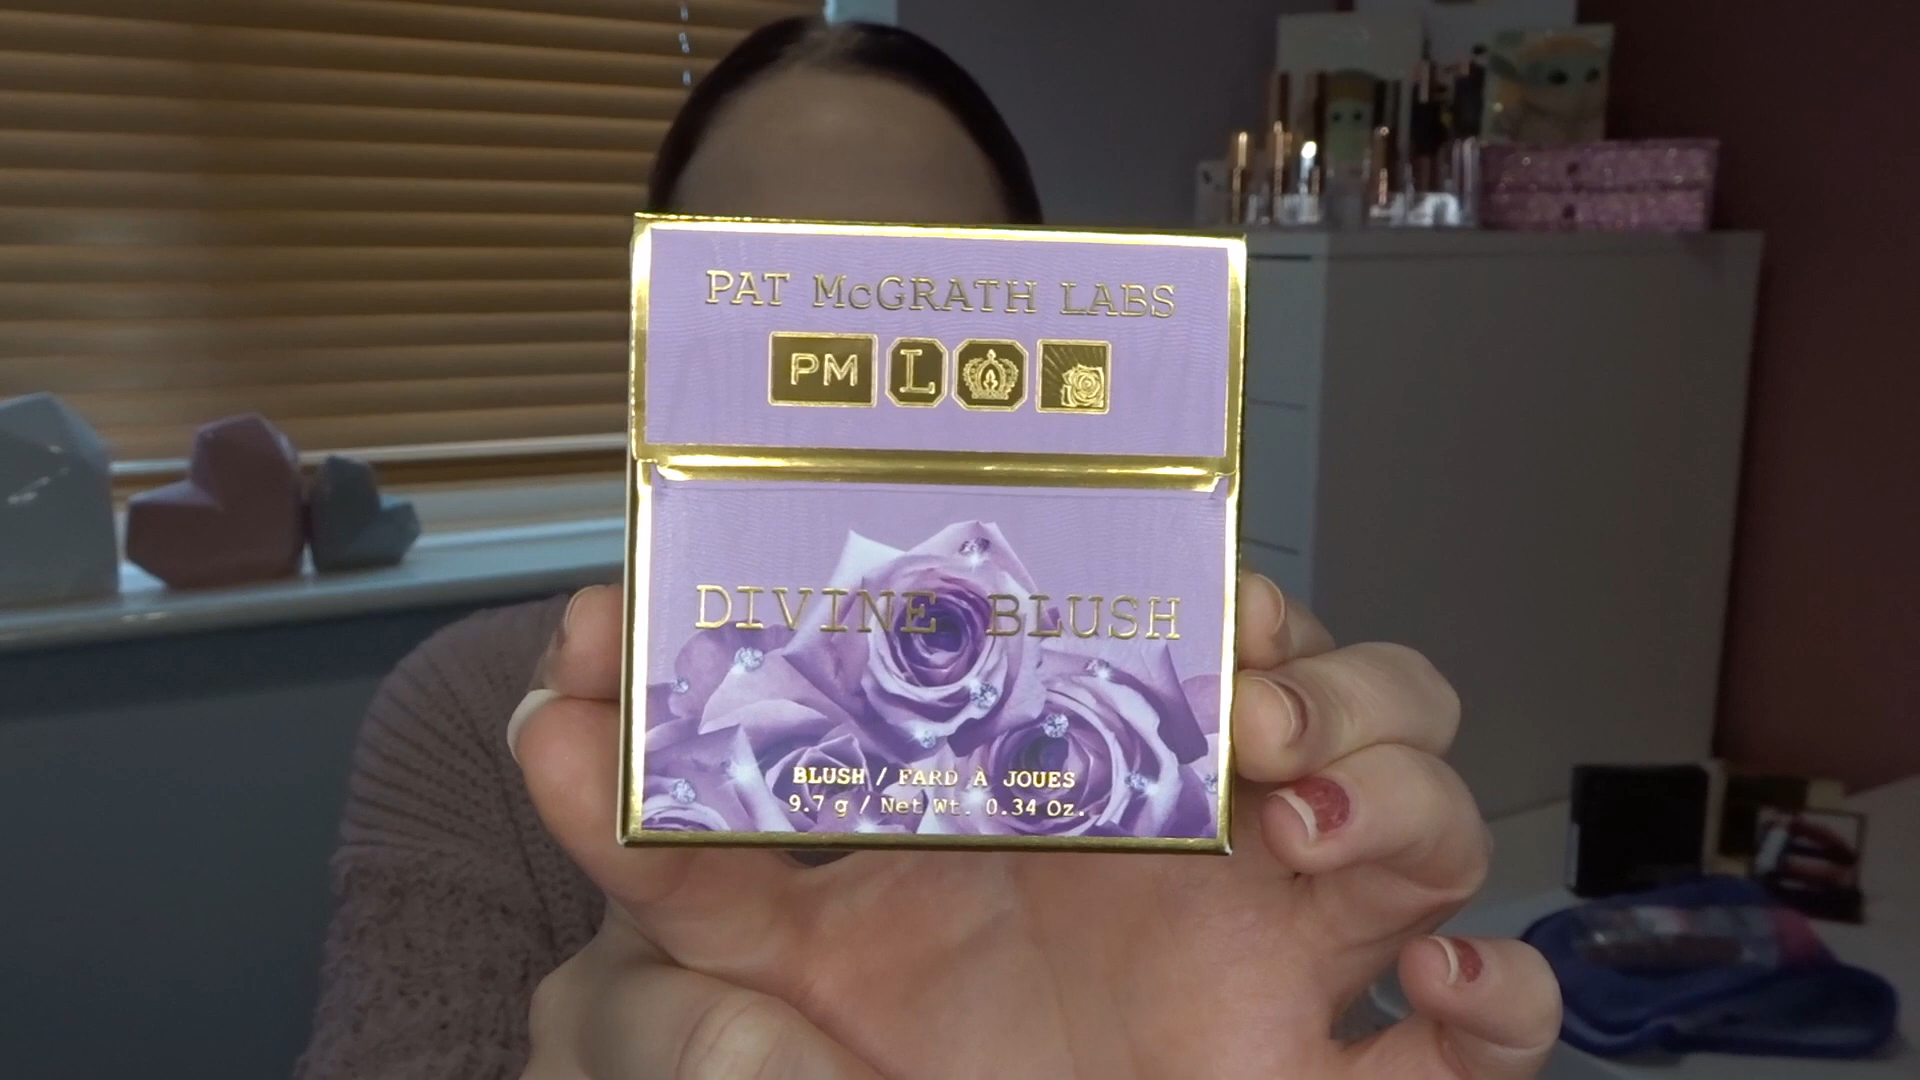 PAT McGRATH LABS
PM L
DIVINE BLUSH
BLUSH / FARD À JOUES
9.7 g / Net Wt. 0.34 Oz.